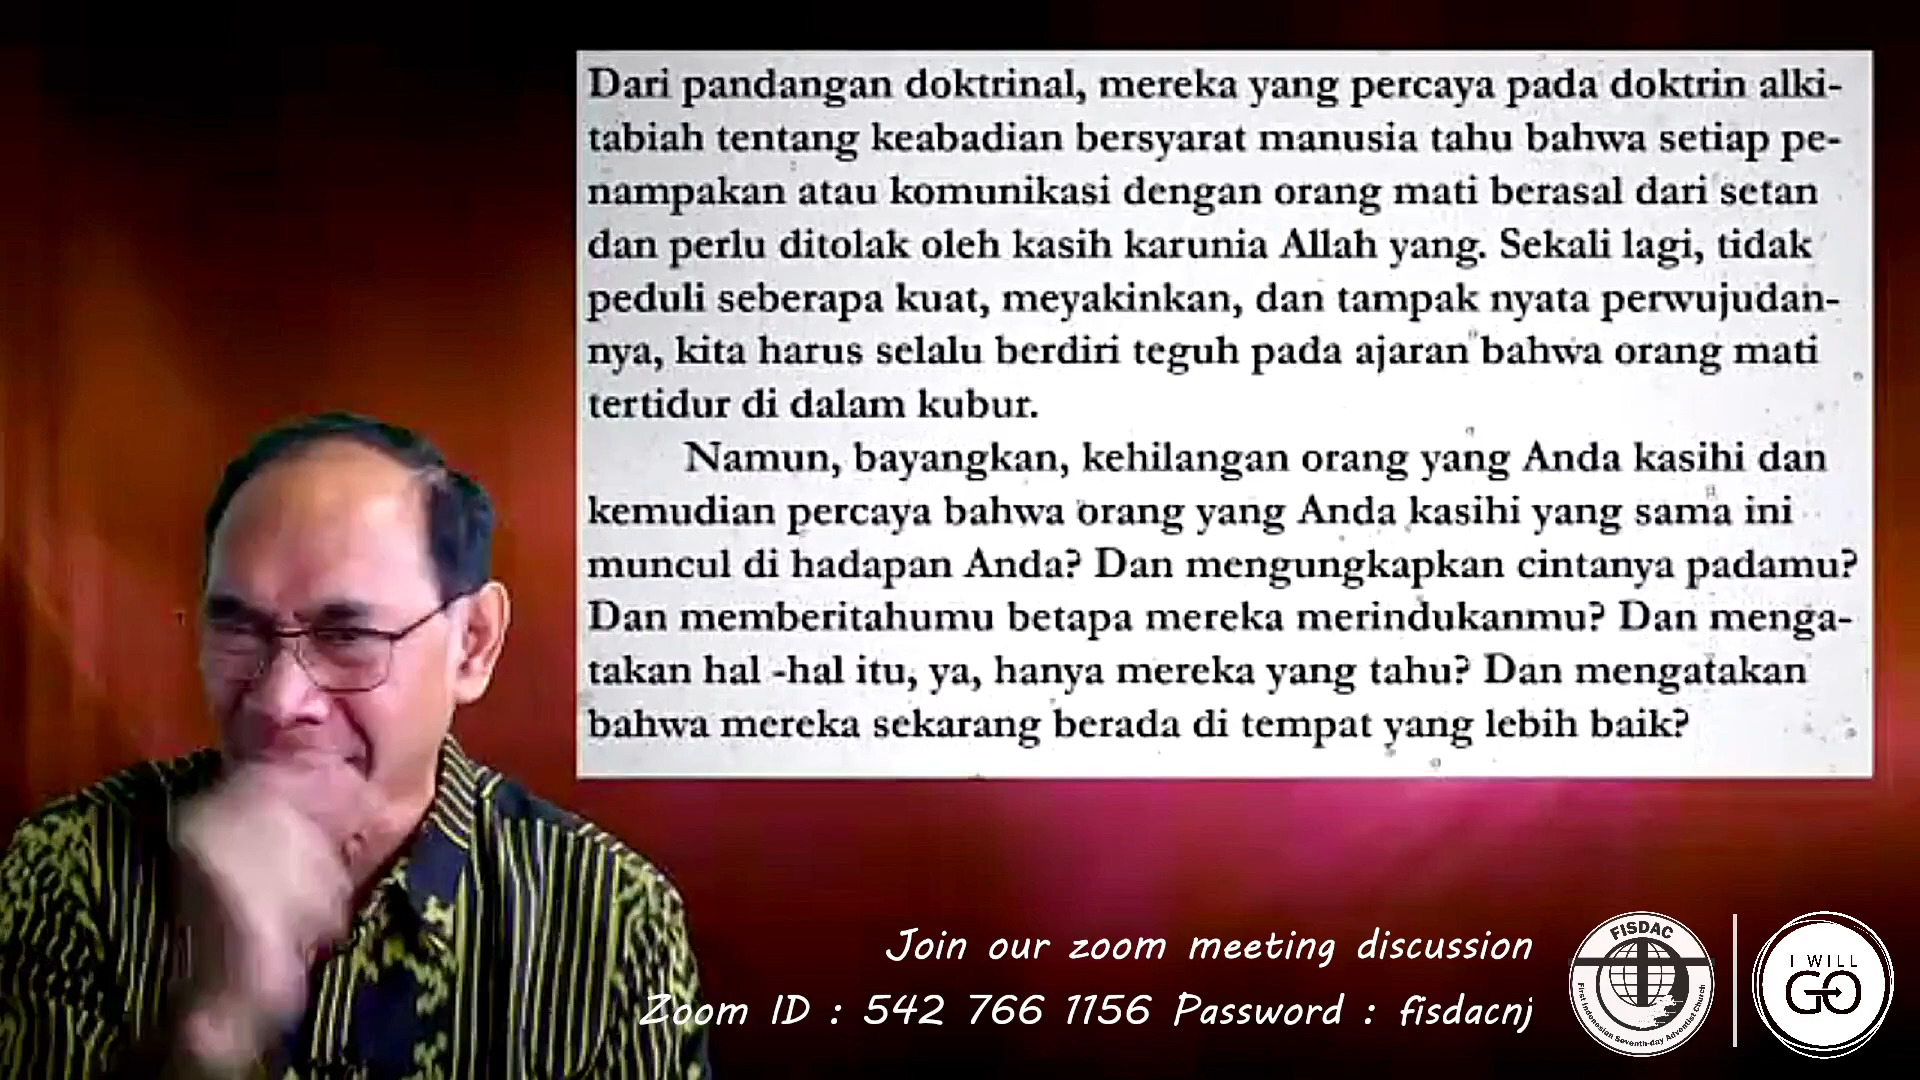 Dari pandangan doktrinal, mereka yang percaya pada doktrin alki-
tabiah tentang keabadian bersyarat manusia tahu bahwa setiap pe-
nampakan atau komunikasi dengan orang mati berasal dari setan
dan perlu ditolak oleh kasih karunia Allah yang. Sekali lagi, tidak
peduli seberapa kuat, meyakinkan, dan tampak nyata perwujudan-
nya, kita harus selalu berdiri teguh pada ajaran bahwa orang mati
tertidur di dalam kubur.
Namun, bayangkan, kehilangan orang yang Anda kasihi dan
kemudian percaya bahwa orang yang Anda kasihi yang sama ini
muncul di hadapan Anda? Dan mengungkapkan cintanya padamu?
Dan memberitahumu betapa mereka merindukanmu? Dan menga-
takan hal -hal itu, ya, hanya mereka yang tahu? Dan mengatakan
bahwa mereka sekarang berada di tempat yang lebih baik?
Join our zoom meeting discussion
Zoom ID : 542 766 1156 Password : fisdacnj
FISDAC
First Indonesian Seventh-day Adventist Church
I WILL
GO